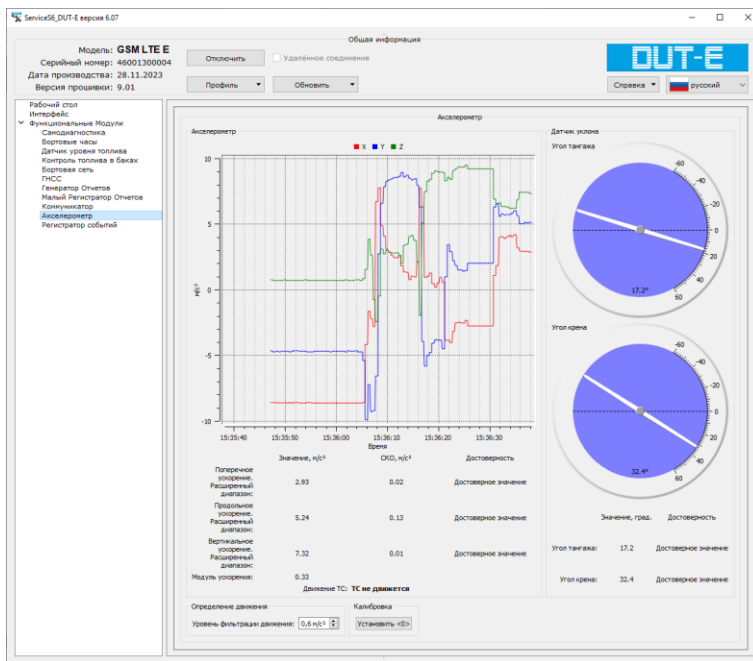 ServiceS6_DUT-E версия 6.07
Общая информация
Модель: GSM LTE E
Серийный номер: 46001300004
Дата производства: 28.11.2023
Версия прошивки: 9.01
Отключить
Удалённое соединение
Профиль
Обновить
DUT-E
Справка
русский
Рабочий стол
Интерфейс
Функциональные Модули
Самодиагностика
Бортовые часы
Датчик уровня топлива
Контроль топлива в баках
Бортовая сеть
ГНСС
Генератор Отчетов
Малый Регистратор Отчетов
Коммуникатор
Акселерометр
Регистратор событий
Акселерометр
Акселерометр
X Y Z
10
5
0
-5
-10
м/с²
15:35:40 15:35:50 15:36:00 15:36:10 15:36:20 15:36:30
Время
Значение, м/с² СКО, м/с² Достоверность
Поперечное
ускорение.
Расширенный
диапазон:
2.93 0.02 Достоверное значение
Продольное
ускорение.
Расширенный
диапазон:
5.24 0.13 Достоверное значение
Вертикальное
ускорение.
Расширенный
диапазон:
7.32 0.01 Достоверное значение
Модуль ускорения: 0.33
Движение ТС: ТС не движется
Определение движения
Уровень фильтрации движения: 0,6 м/с²
Калибровка
Установить <0>
Датчик уклона
Угол тангажа
-60
-40
-20
0
20
40
60
17.2°
Угол крена
-60
-40
-20
0
20
40
60
32.4°
Значение, град. Достоверность
Угол тангажа: 17.2 Достоверное значение
Угол крена: 32.4 Достоверное значение